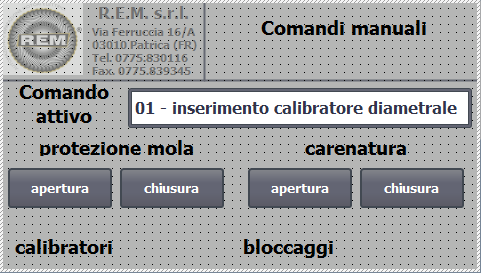 R.E.M. s.r.l.
REM
Via Ferruccia 16/A
03010 Patrica (FR)
Tel. 0775.830116
Fax. 0775.839345
Comandi manuali
Comando
attivo
01 - inserimento calibratore diametrale
protezione mola
carenatura
apertura
chiusura
apertura
chiusura
calibratori
bloccaggi